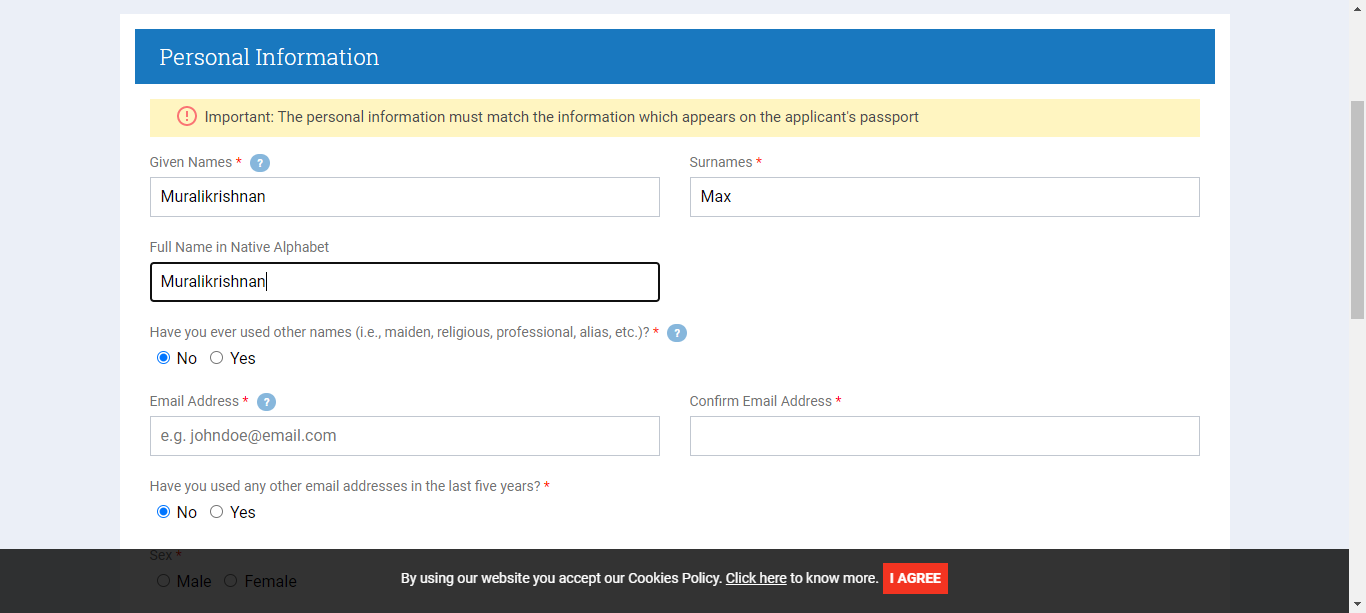 Personal Information
Important: The personal information must match the information which appears on the applicant's passport
Given Names * ?
Surnames *
Muralikrishnan
Max
Full Name in Native Alphabet
Muralikrishnan
Have you ever used other names (i.e., maiden, religious, professional, alias, etc.)? * ?
No Yes
Email Address * ?
Confirm Email Address *
e.g. johndoe@email.com
Have you used any other email addresses in the last five years? *
No Yes
Sex *
Male Female
By using our website you accept our Cookies Policy. Click here to know more. I AGREE